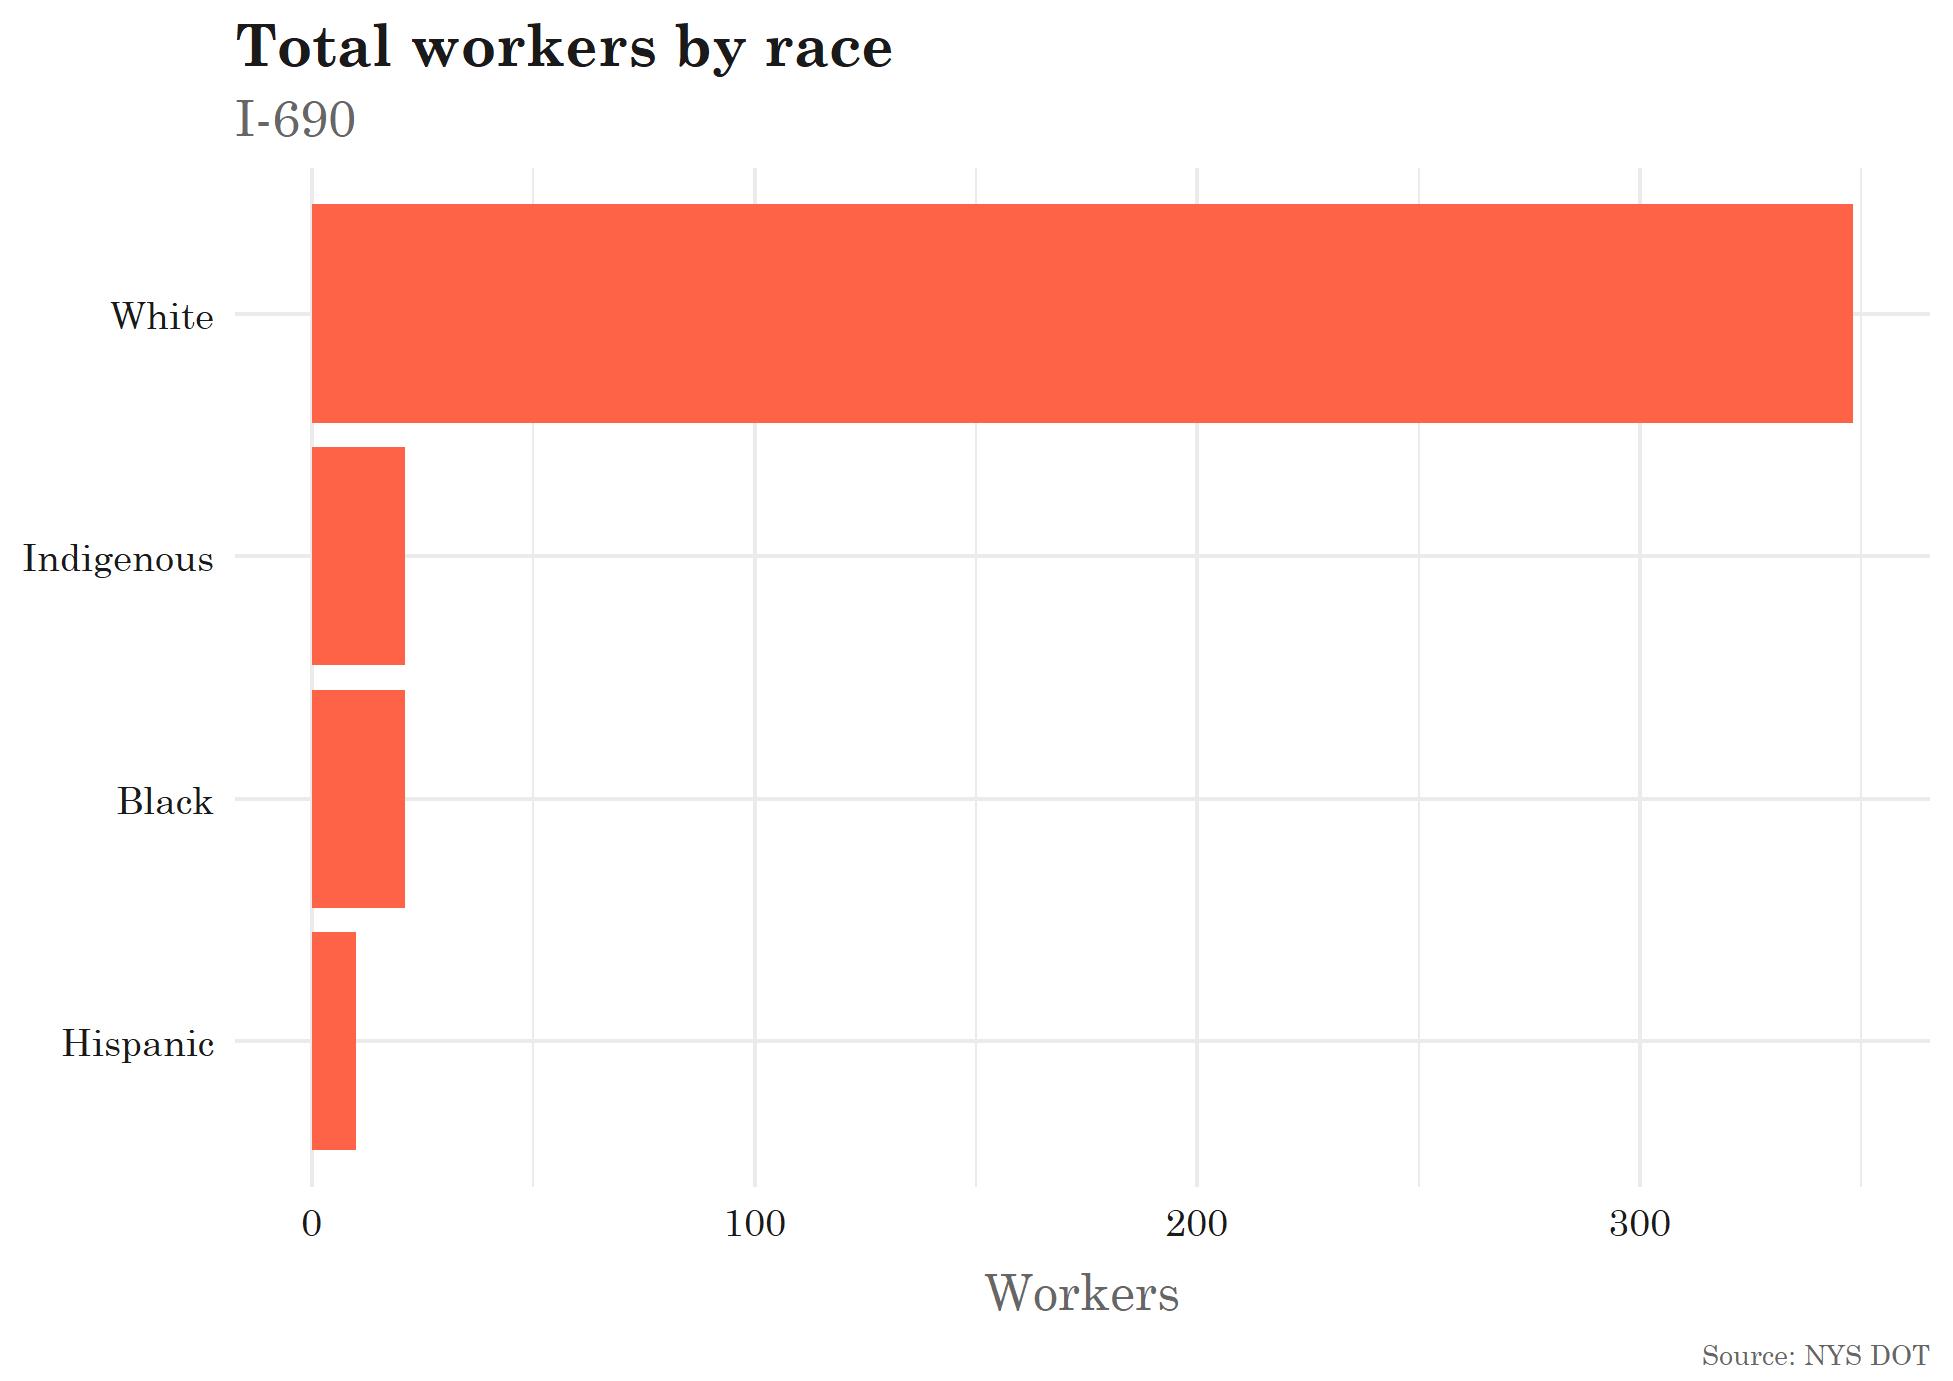 Total workers by race
I-690
White
Indigenous
Black
Hispanic
0 100 200 300
Workers
Source: NYS DOT